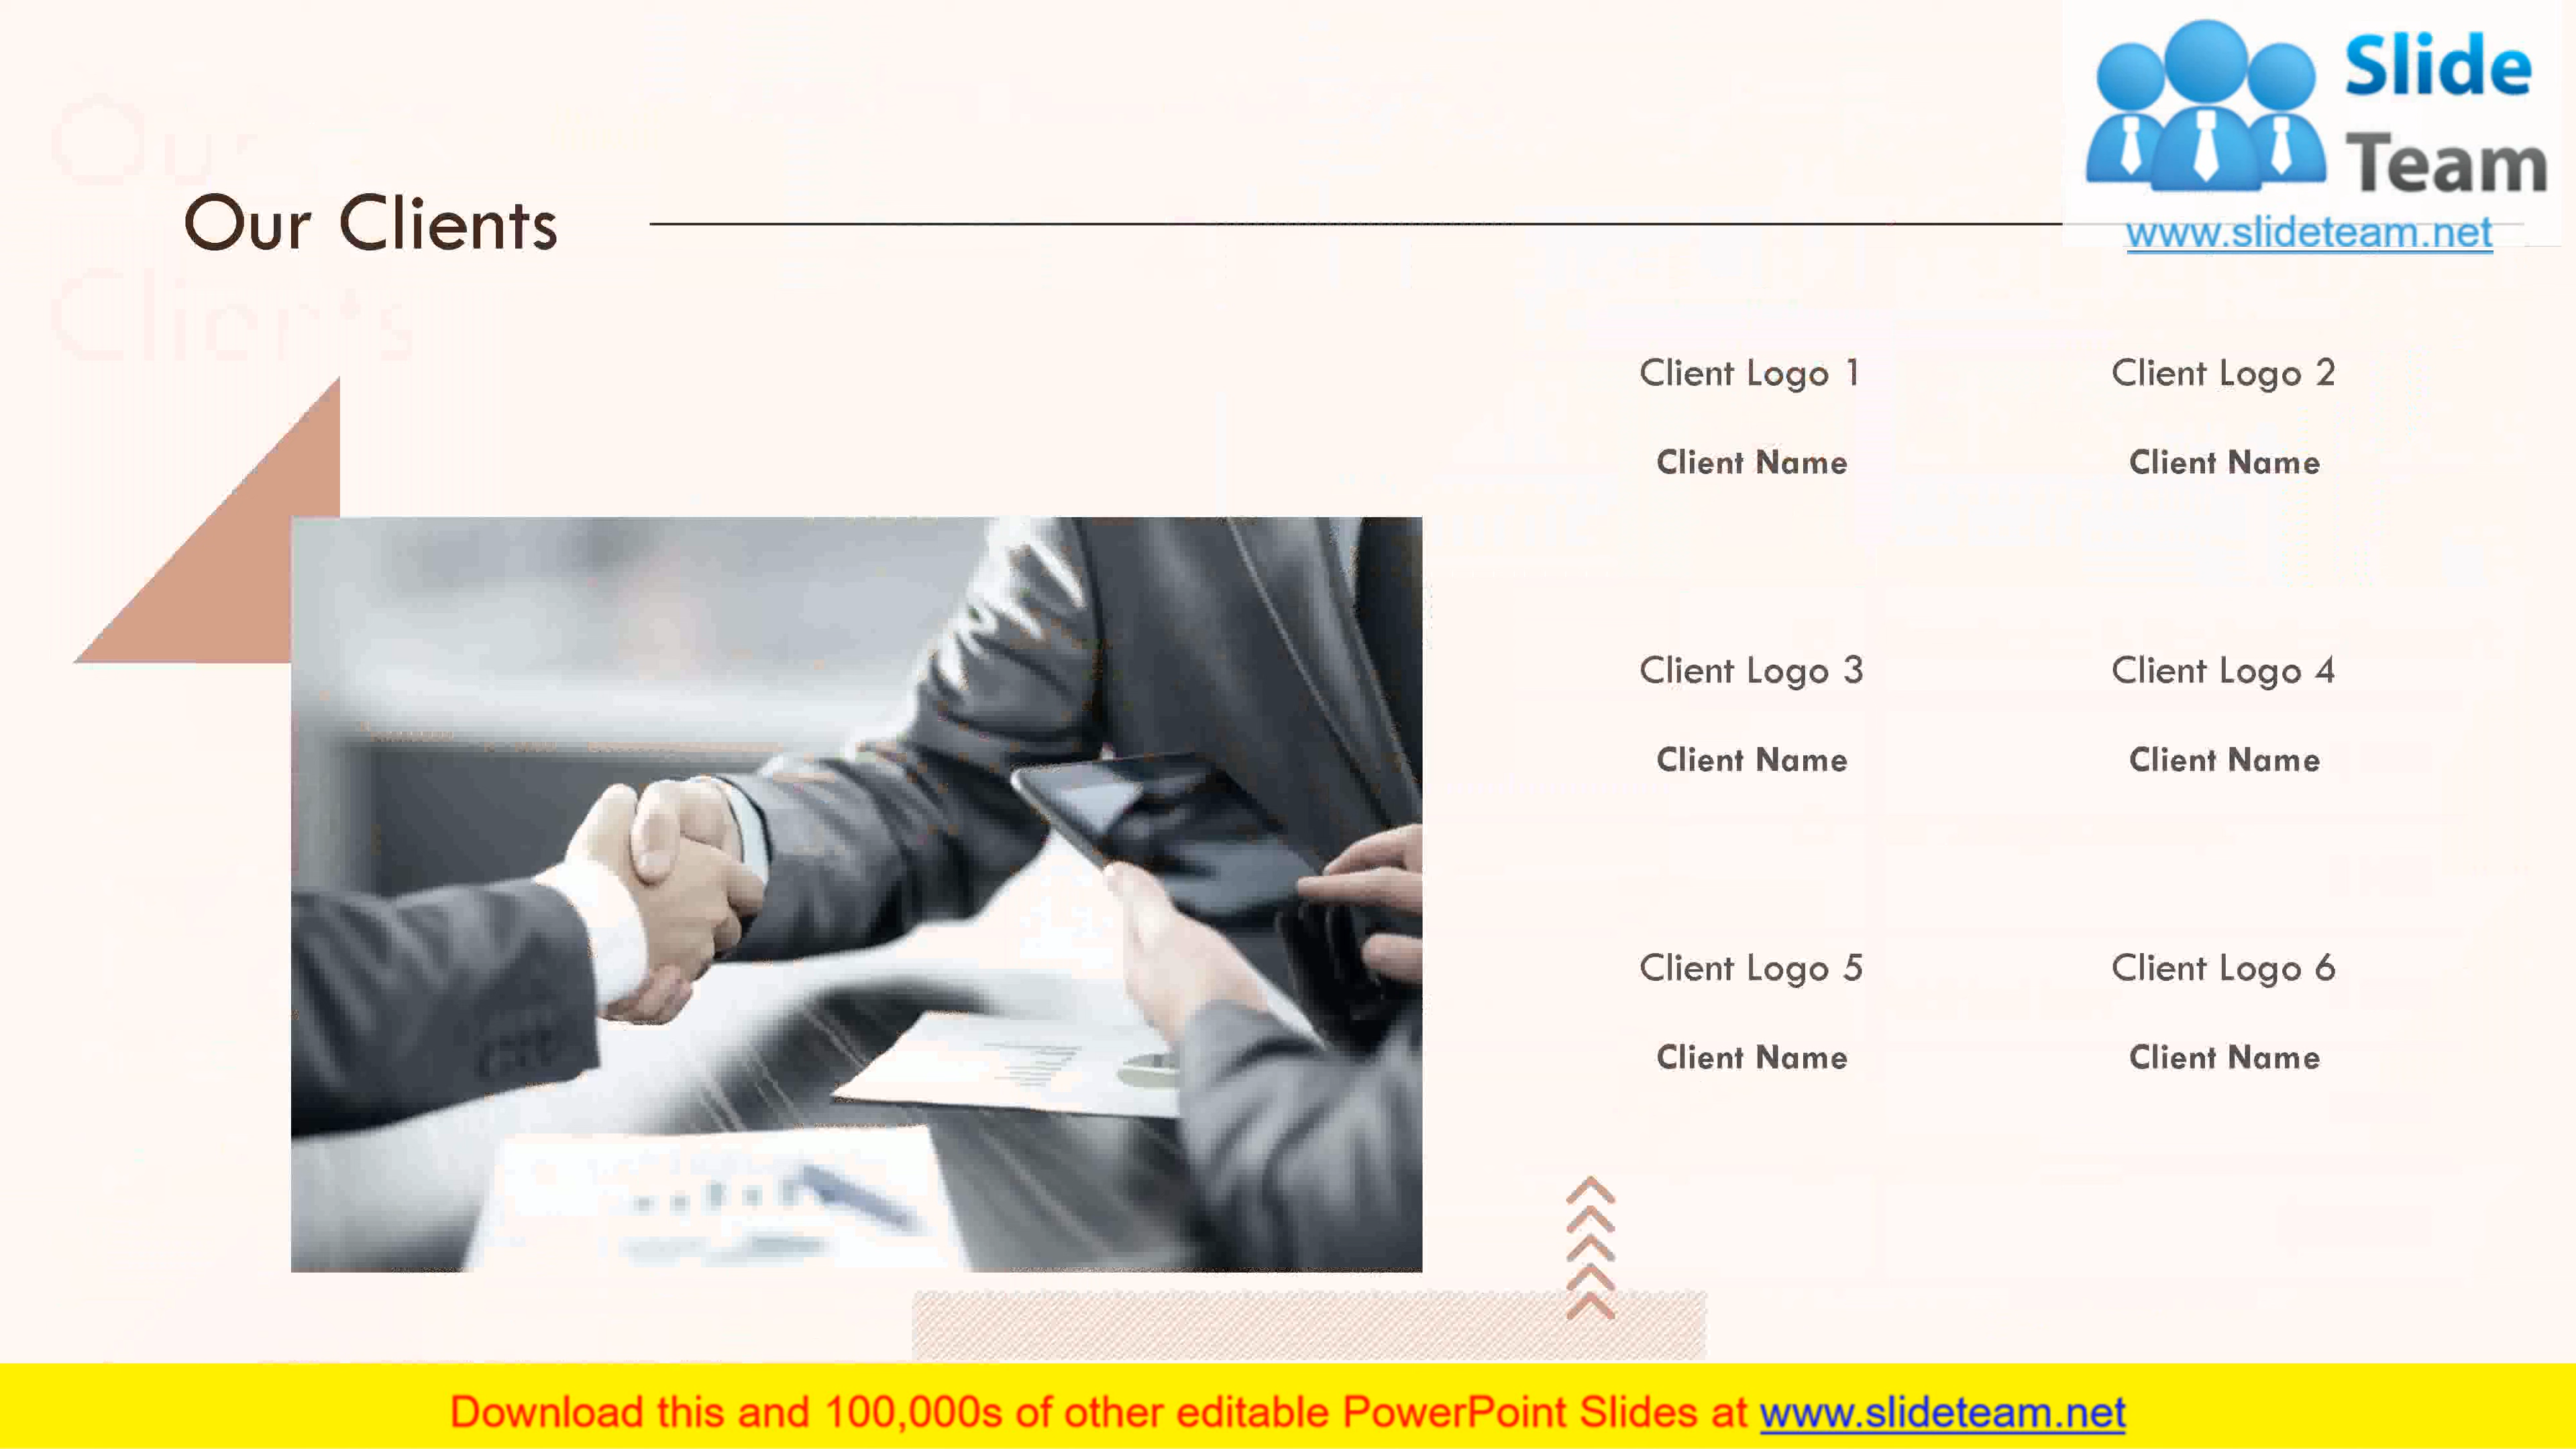 Slide
Team
www.slideteam.net
Our Clients
Client Logo 1
Client Logo 2
Client Name
Client Name
Client Logo 3
Client Logo 4
Client Name
Client Name
Client Logo 5
Client Logo 6
Client Name
Client Name
Download this and 100,000s of other editable PowerPoint Slides at www.slideteam.net